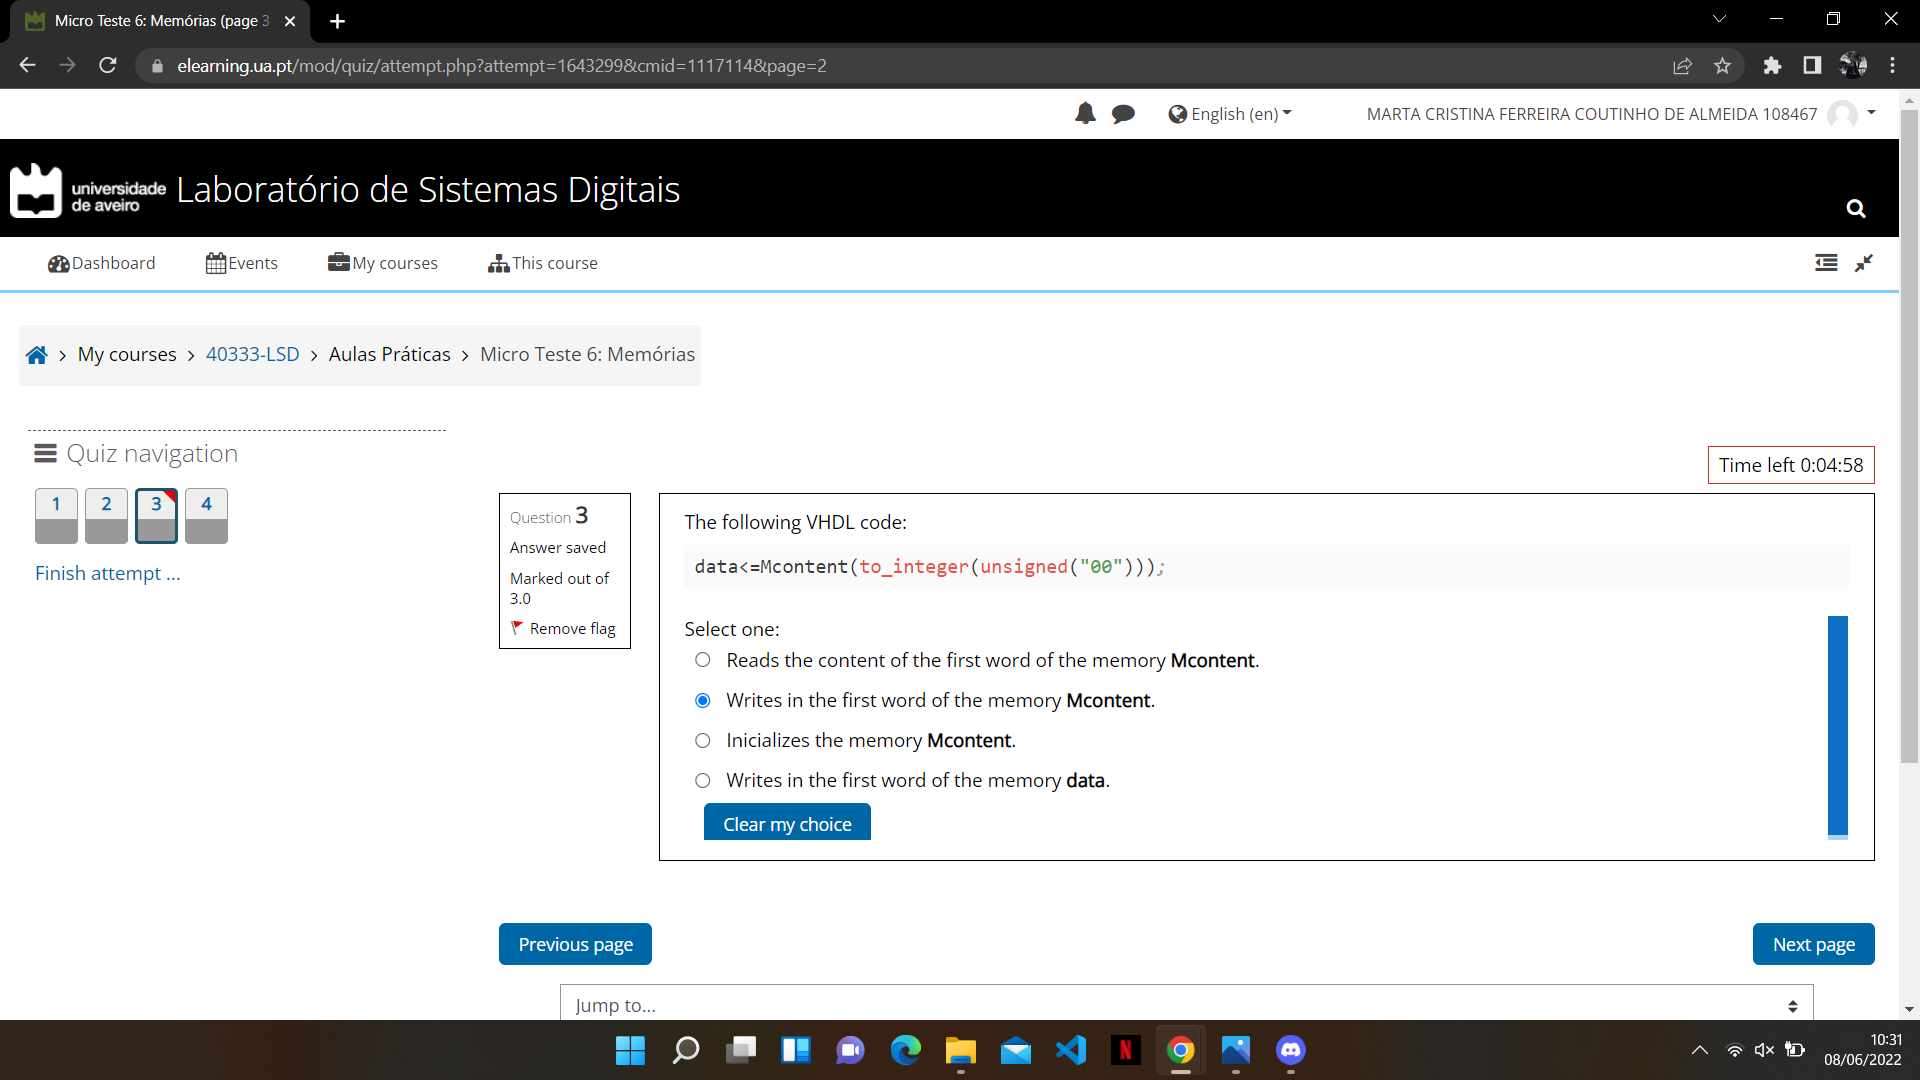 Micro Teste 6: Memórias (page 3
elearning.ua.pt/mod/quiz/attempt.php?attempt=1643299&cmid=1117114&page=2
English (en)
MARTA CRISTINA FERREIRA COUTINHO DE ALMEIDA 108467
universidade
de aveiro
Laboratório de Sistemas Digitais
Dashboard
Events
My courses
This course
> My courses > 40333-LSD > Aulas Práticas > Micro Teste 6: Memórias
Quiz navigation
1 2 3 4
Finish attempt ...
Time left 0:04:58
Question 3
Answer saved
Marked out of
3.0
Remove flag
The following VHDL code:
data<=Mcontent(to_integer(unsigned("00")));
Select one:
Reads the content of the first word of the memory Mcontent.
Writes in the first word of the memory Mcontent.
Inicializes the memory Mcontent.
Writes in the first word of the memory data.
Clear my choice
Previous page
Next page
Jump to...
N
10:31
08/06/2022